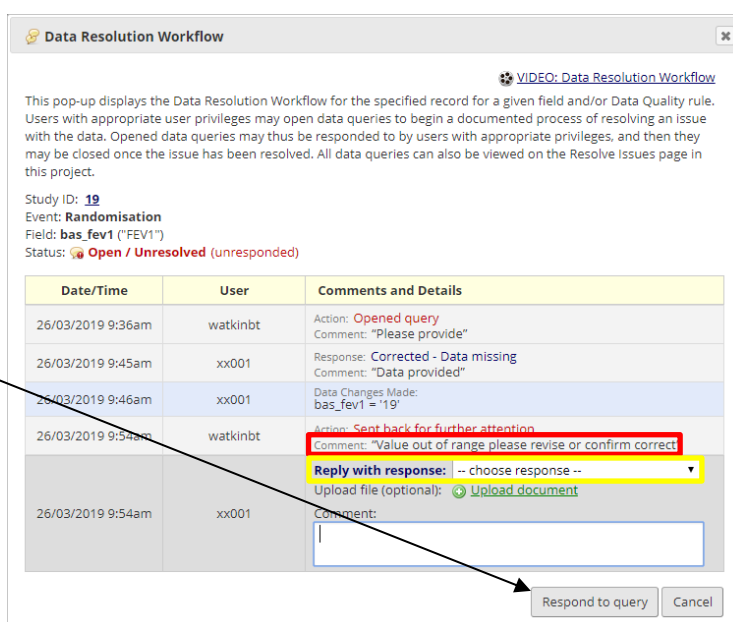 Data Resolution Workflow
VIDEO: Data Resolution Workflow
This pop-up displays the Data Resolution Workflow for the specified record for a given field and/or Data Quality rule.
Users with appropriate user privileges may open data queries to begin a documented process of resolving an issue
with the data. Opened data queries may thus be responded to by users with appropriate privileges, and then they
may be closed once the issue has been resolved. All data queries can also be viewed on the Resolve Issues page in
this project.
Study ID: 19
Event: Randomisation
Field: bas_fev1 ("FEV1")
Status: Open / Unresolved (unresponded)
Date/Time User Comments and Details
26/03/2019 9:36am watkinbt Action: Opened query
Comment: "Please provide"
26/03/2019 9:45am xx001 Response: Corrected - Data missing
Comment: "Data provided"
26/03/2019 9:46am xx001 Data Changes Made:
bas_fev1 = '19'
26/03/2019 9:54am watkinbt Action: Sent back for further attention
Comment: "Value out of range please revise or confirm correct"
Reply with response: -- choose response --
Upload file (optional): Upload document
26/03/2019 9:54am xx001 Comment:
Respond to query Cancel